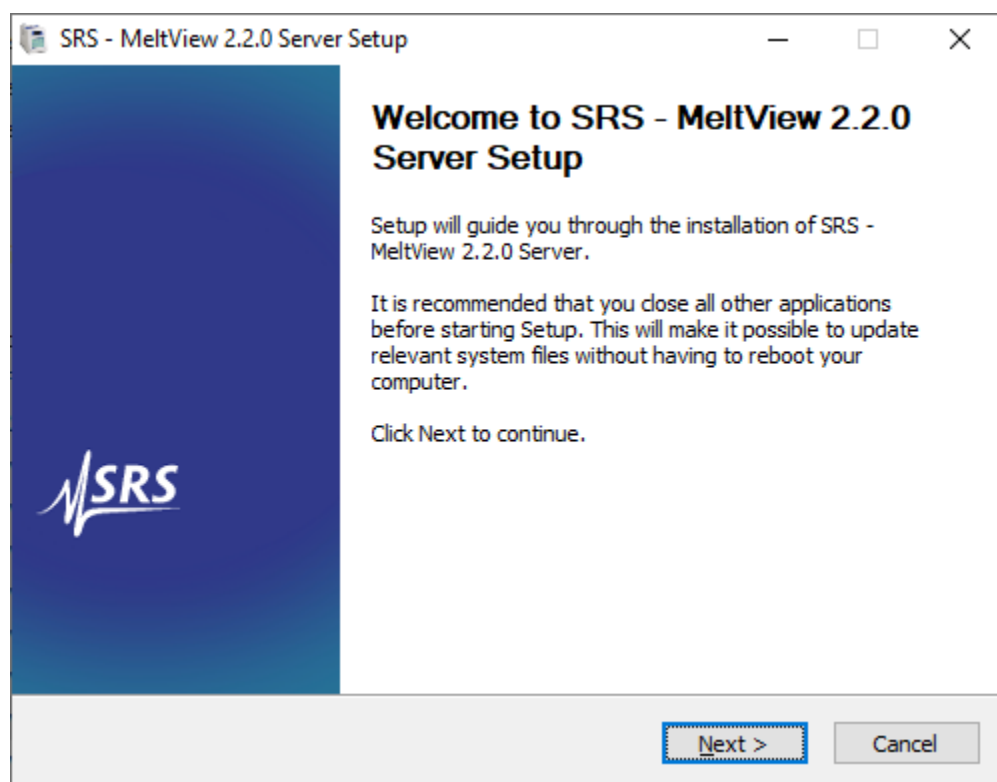 SRS - MeltView 2.2.0 Server Setup
Welcome to SRS - MeltView 2.2.0
Server Setup
Setup will guide you through the installation of SRS -
MeltView 2.2.0 Server.
It is recommended that you close all other applications
before starting Setup. This will make it possible to update
relevant system files without having to reboot your
computer.
Click Next to continue.
SRS
Next >
Cancel